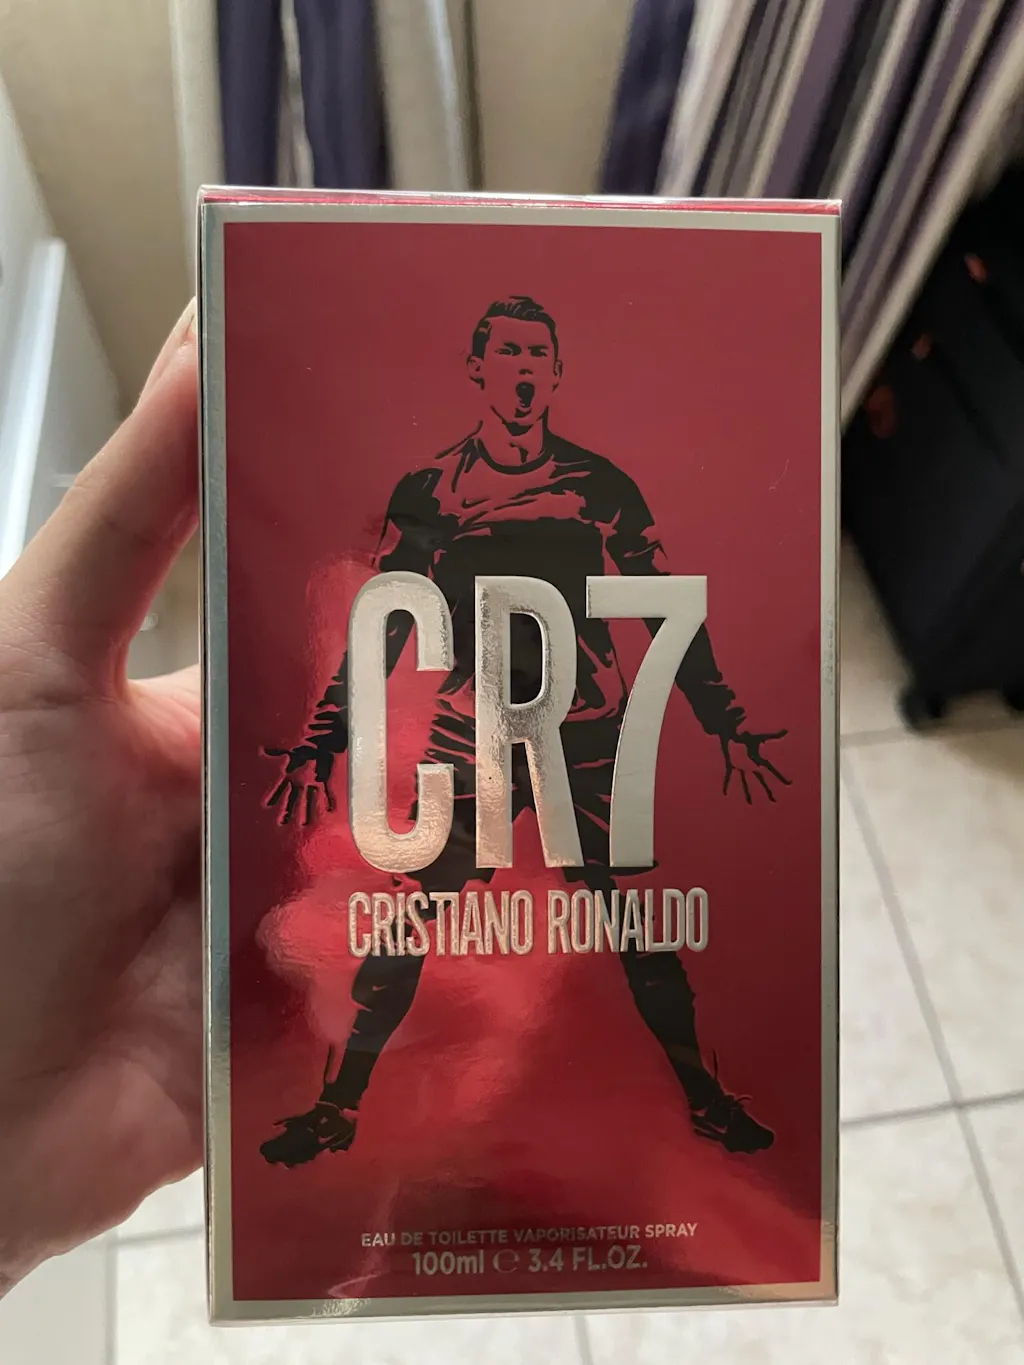 CR7
CRISTIANO RONALDO
EAU DE TOILETTE VAPORISATEUR SPRAY
100ml ℮ 3.4 FL.OZ.